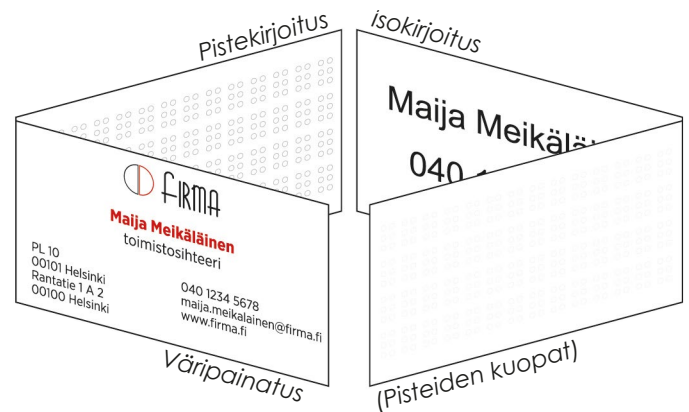 Pistekirjoitus
isokirjoitus
Maija
040
FIRMA
Maija Meikäläinen
toimistosihteeri
PL 10
00101 Helsinki
Rantatie 1 A 2
00100 Helsinki
040 1234 5678
maija.meikalainen@firma.fi
www.firma.fi
Väripainatus
(Pisteiden kuopat)